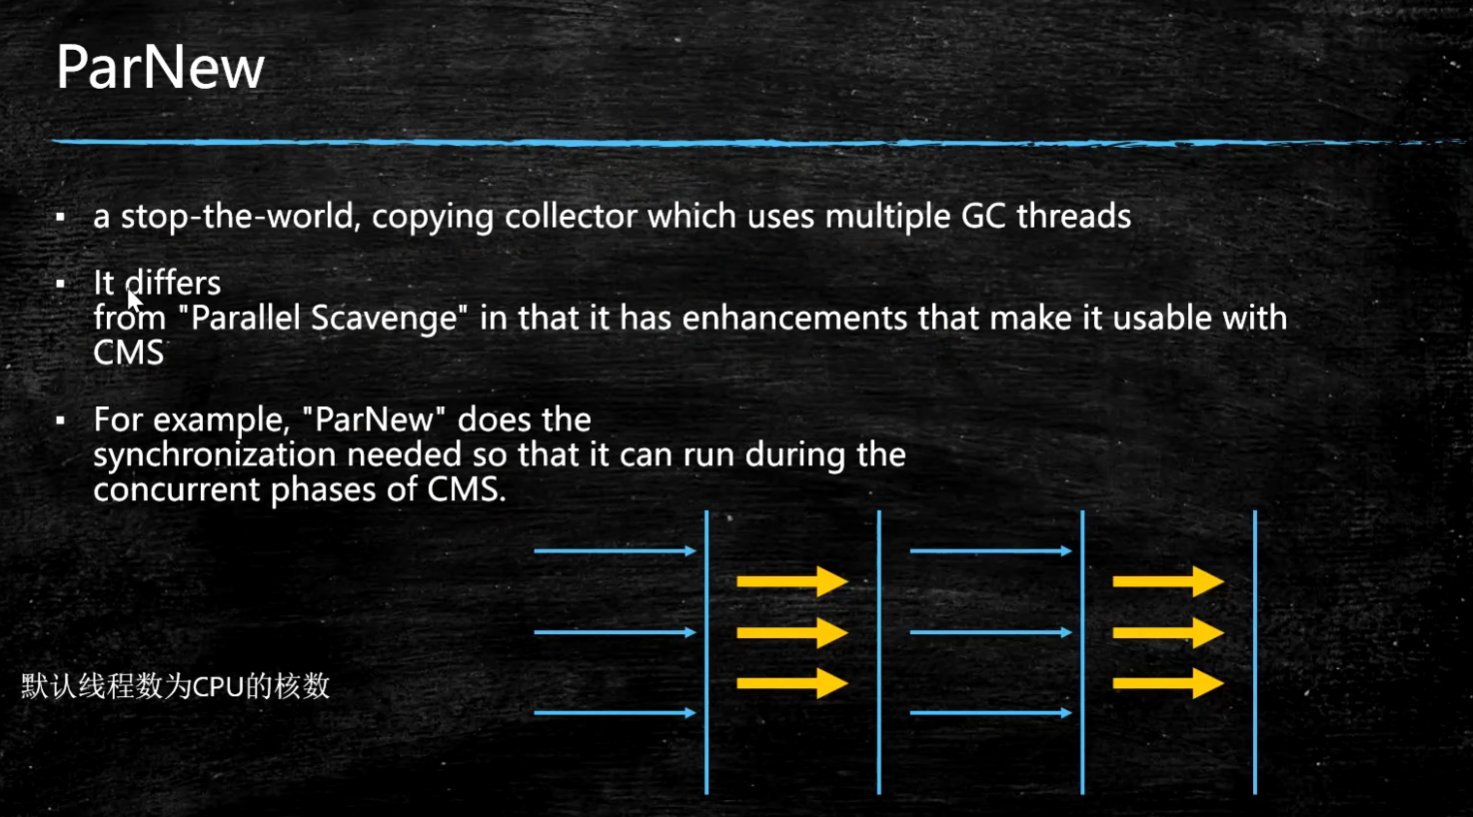 ParNew
▪ a stop-the-world, copying collector which uses multiple GC threads
▪ It differs
from "Parallel Scavenge" in that it has enhancements that make it usable with
CMS
▪ For example, "ParNew" does the
synchronization needed so that it can run during the
concurrent phases of CMS.
默认线程数为CPU的核数